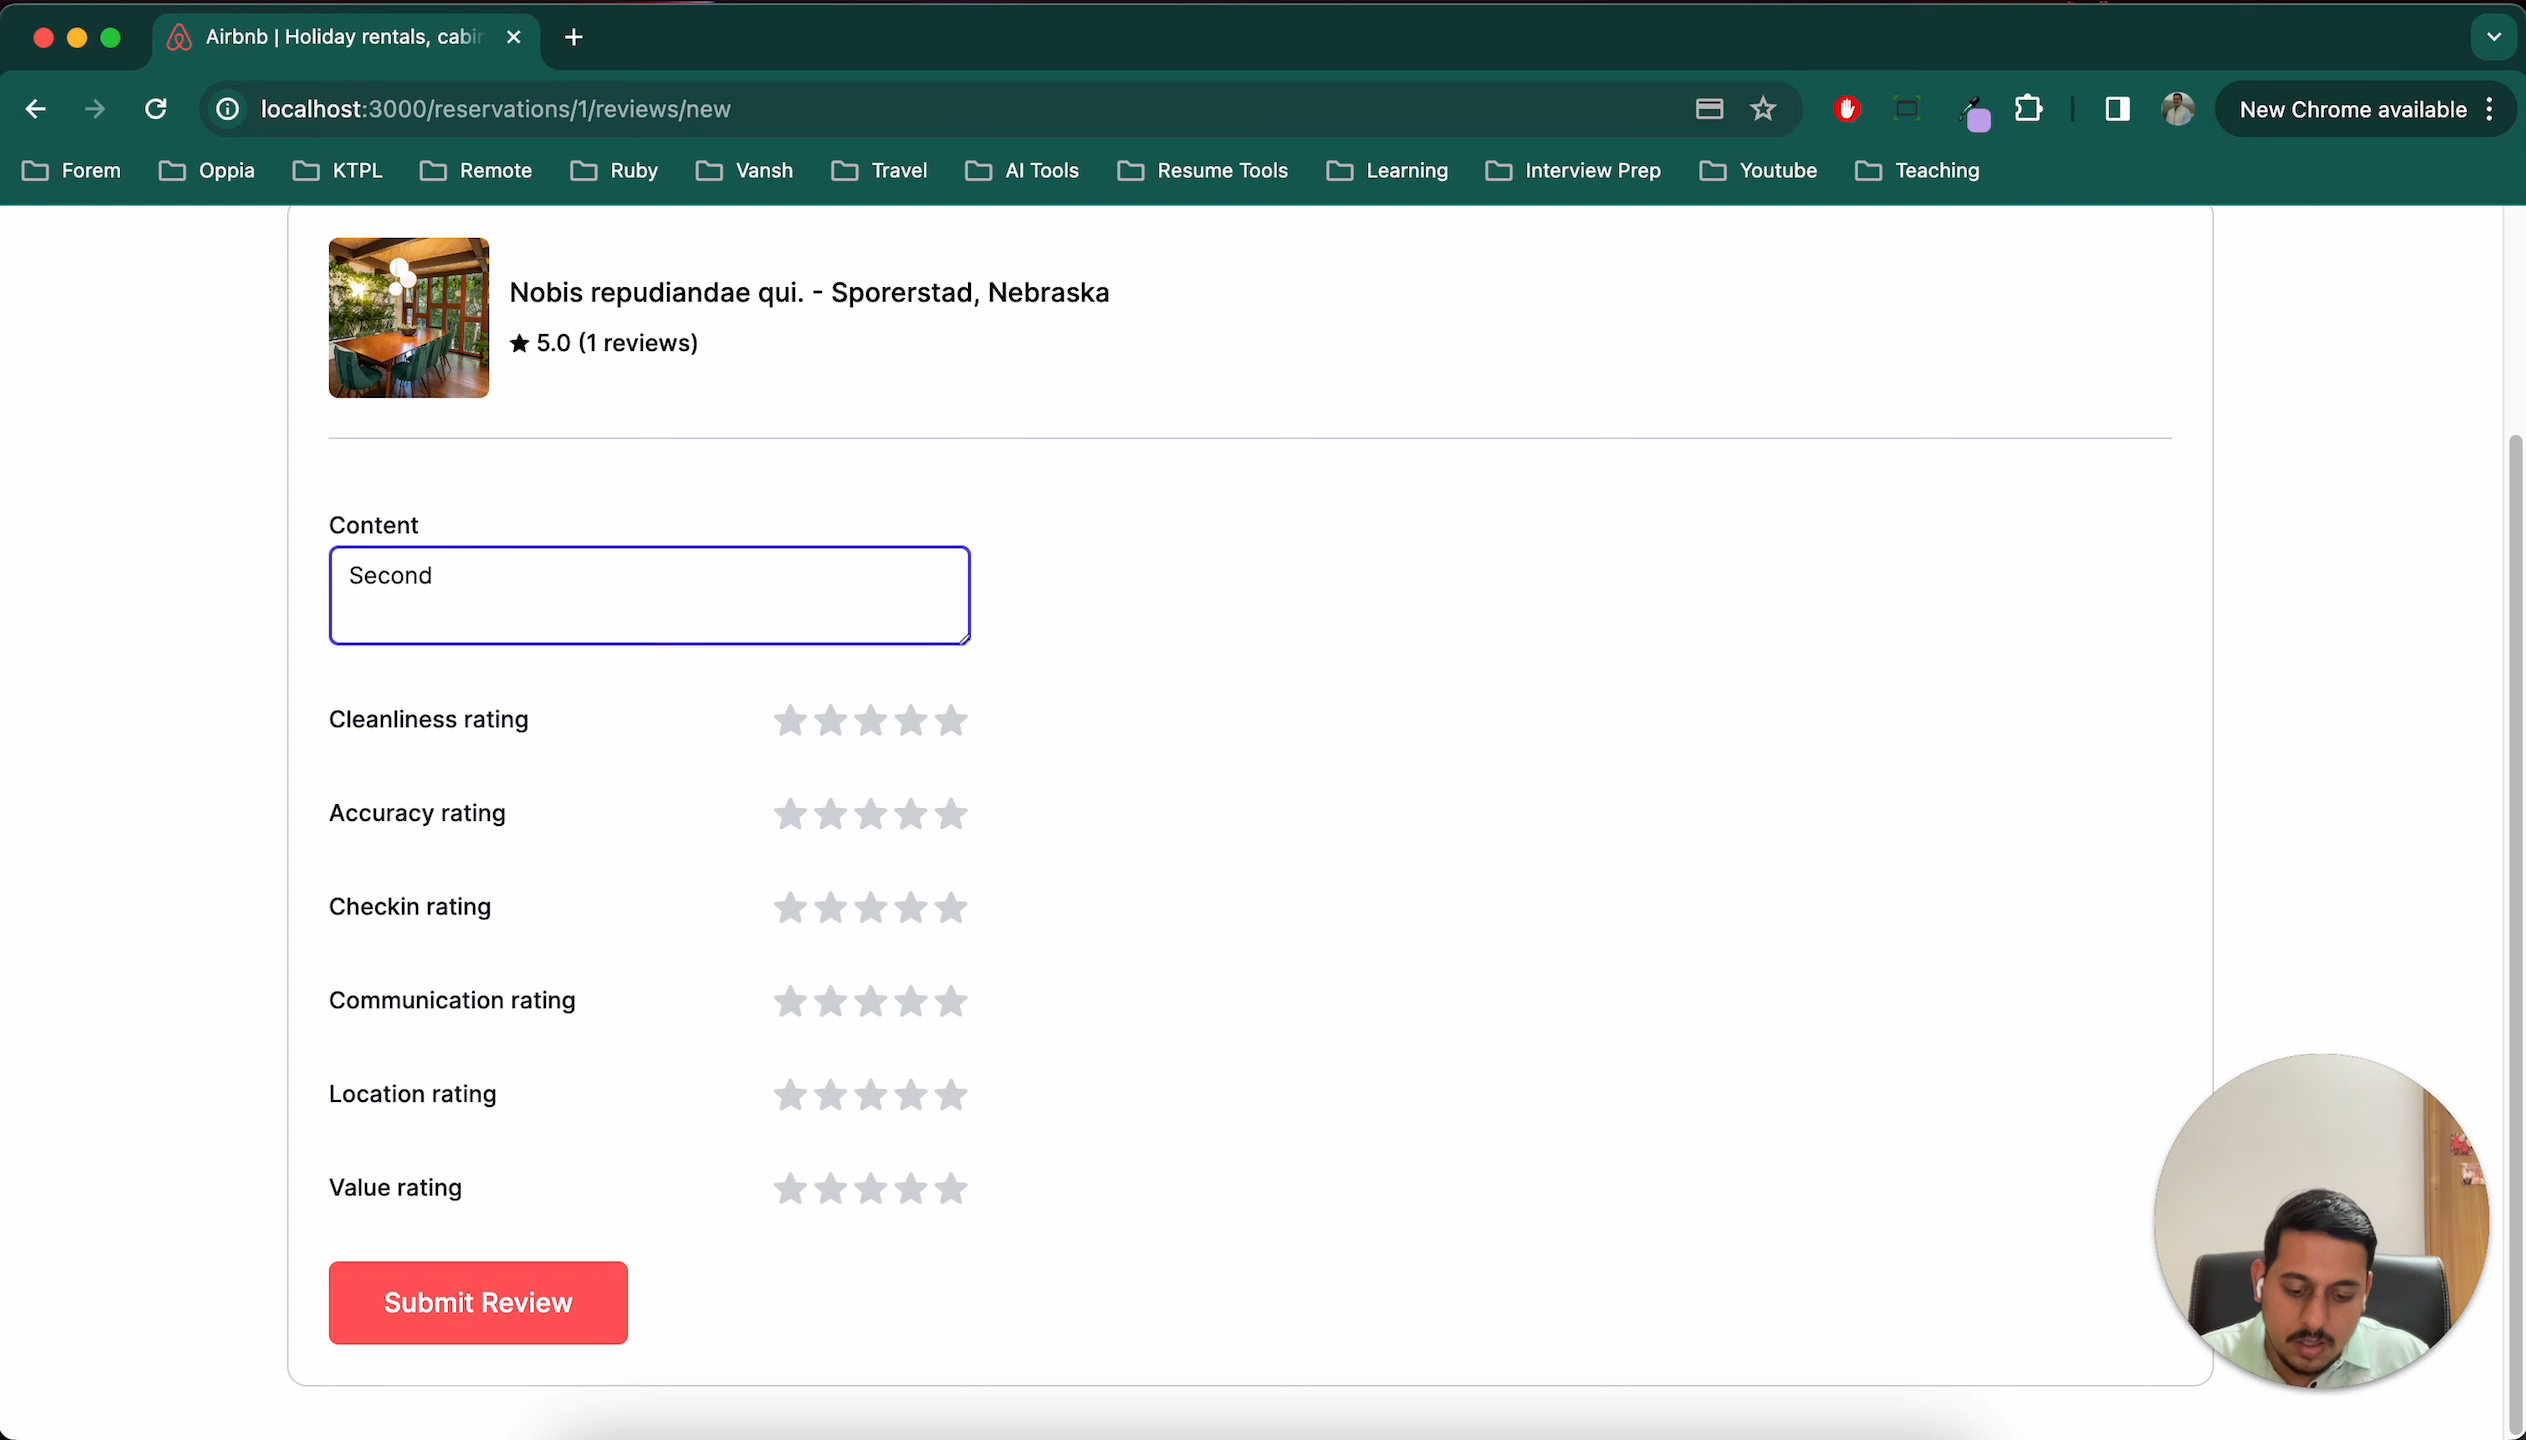 Airbnb | Holiday rentals, cabin
localhost:3000/reservations/1/reviews/new
New Chrome available
Forem Oppia KTPL Remote Ruby Vansh Travel AI Tools Resume Tools Learning Interview Prep Youtube Teaching
Nobis repudiandae qui. - Sporerstad, Nebraska
★ 5.0 (1 reviews)
Content
Second
Cleanliness rating
Accuracy rating
Checkin rating
Communication rating
Location rating
Value rating
Submit Review